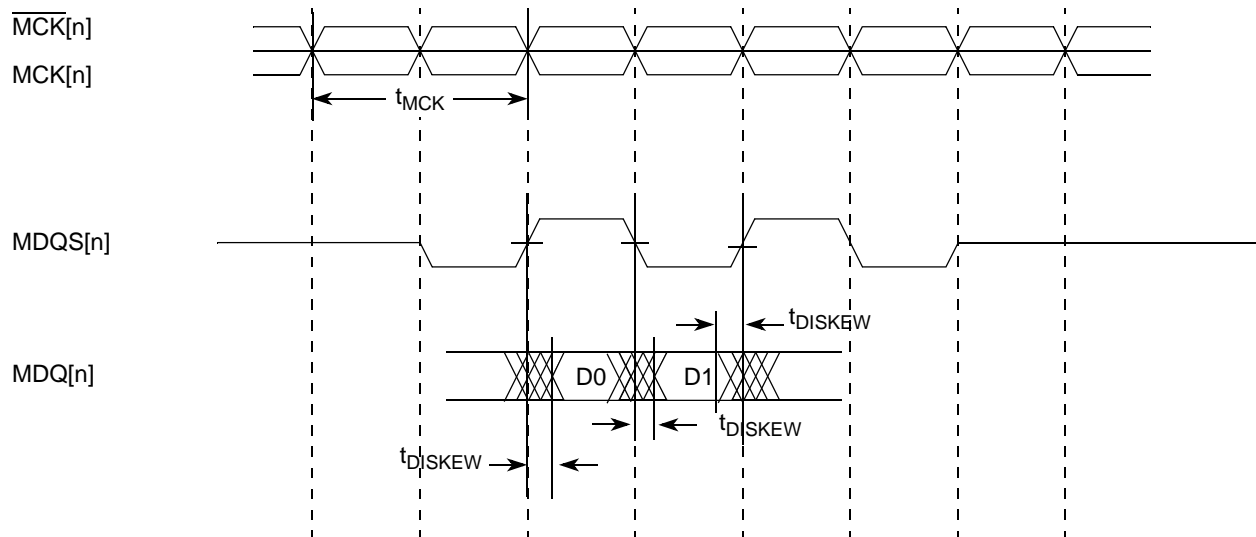 MCK[n]
MCK[n]
tMCK
MDQS[n]
tDISKEW
MDQ[n]
D0
D1
tDISKEW
tDISKEW